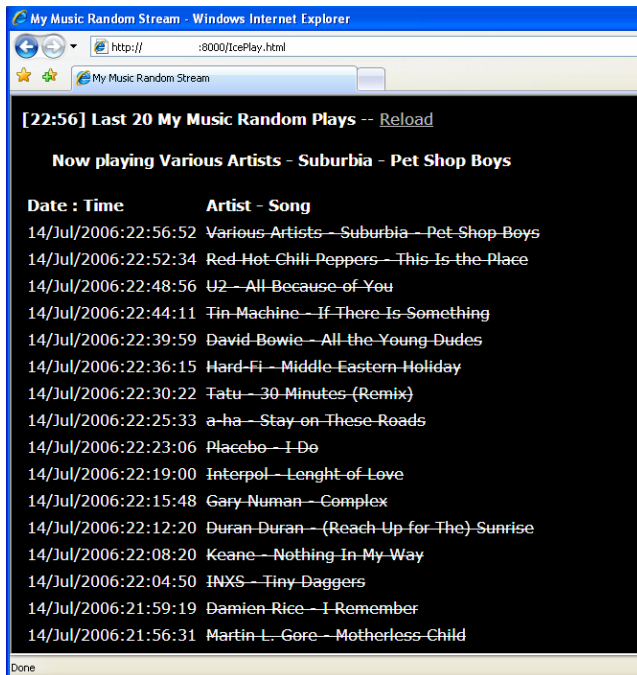 My Music Random Stream - Windows Internet Explorer
http:// :8000/IcePlay.html
My Music Random Stream
[22:56] Last 20 My Music Random Plays -- Reload
Now playing Various Artists - Suburbia - Pet Shop Boys
Date : Time Artist - Song
14/Jul/2006:22:56:52 Various Artists - Suburbia - Pet Shop Boys
14/Jul/2006:22:52:34 Red Hot Chili Peppers - This Is the Place
14/Jul/2006:22:48:56 U2 - All Because of You
14/Jul/2006:22:44:11 Tin Machine - If There Is Something
14/Jul/2006:22:39:59 David Bowie - All the Young Dudes
14/Jul/2006:22:36:15 Hard-Fi - Middle Eastern Holiday
14/Jul/2006:22:30:22 Tatu - 30 Minutes (Remix)
14/Jul/2006:22:25:33 a-ha - Stay on These Roads
14/Jul/2006:22:23:06 Placebo - I Do
14/Jul/2006:22:19:00 Interpol - Lenght of Love
14/Jul/2006:22:15:48 Gary Numan - Complex
14/Jul/2006:22:12:20 Duran Duran - (Reach Up for The) Sunrise
14/Jul/2006:22:08:20 Keane - Nothing In My Way
14/Jul/2006:22:04:50 INXS - Tiny Daggers
14/Jul/2006:21:59:19 Damien Rice - I Remember
14/Jul/2006:21:56:31 Martin L. Gore - Motherless Child
Done